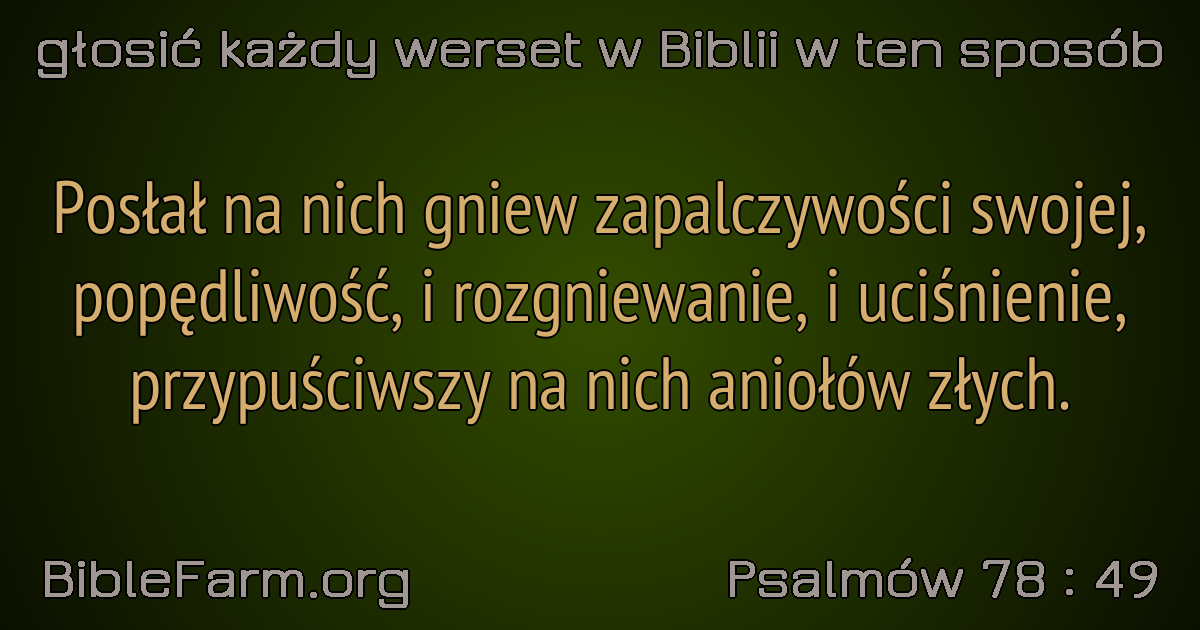 głosić każdy werset w Biblii w ten sposób
Posłał na nich gniew zapalczywości swojej,
popędliwość, i rozgniewanie, i uciśnienie,
przypuściwszy na nich aniołów złych.
BibleFarm.org
Psalmów 78 : 49